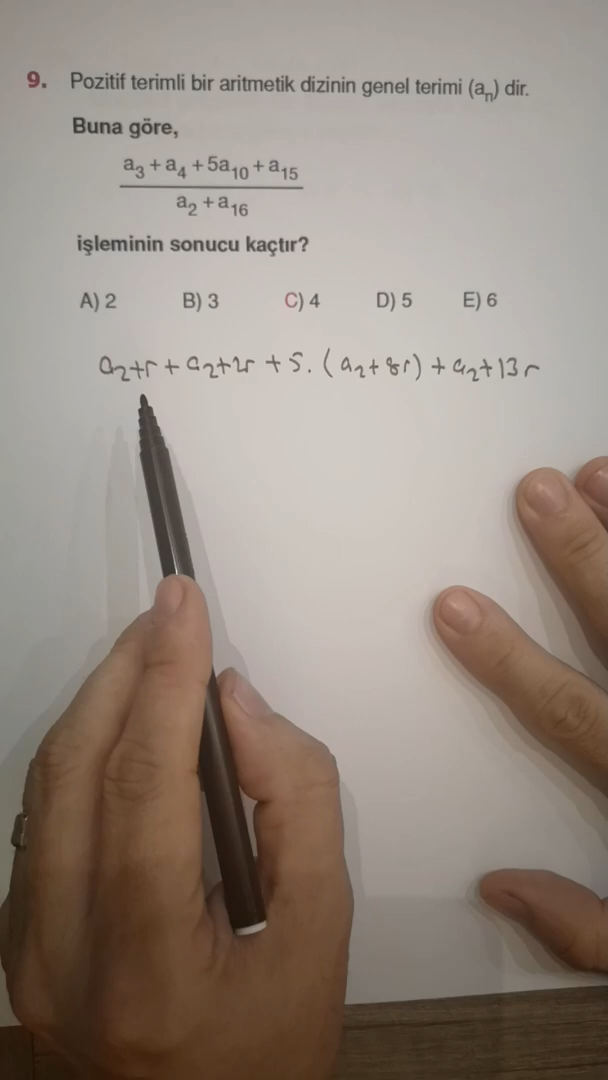 9. Pozitif terimli bir aritmetik dizinin genel terimi (aₙ) dir.
Buna göre,
a₃ + a₄ + 5a₁₀ + a₁₅
a₂ + a₁₆
işleminin sonucu kaçtır?
A) 2 B) 3 C) 4 D) 5 E) 6
a₂+r + a₂+2r + 5. (a₂+8r) + a₂+13r